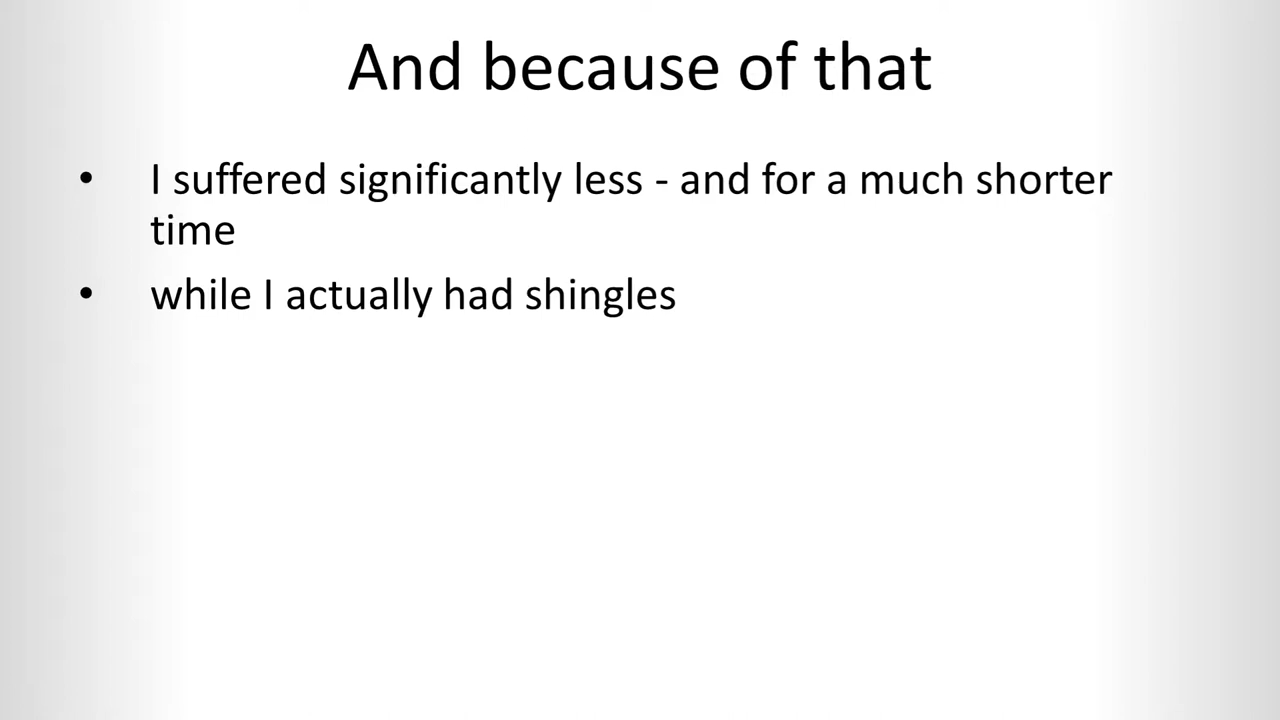 And because of that
• I suffered significantly less - and for a much shorter
time
• while I actually had shingles